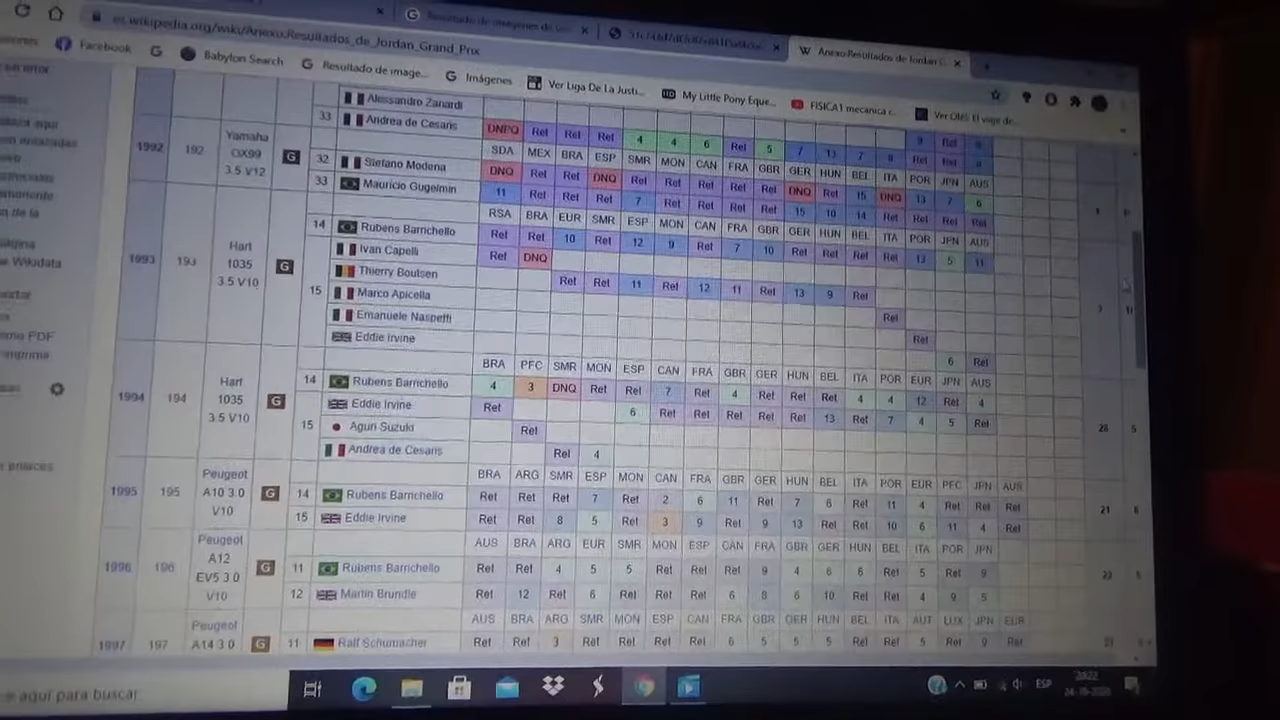 es.wikipedia.org/wiki/Anexo:Resultados_de_Jordan_Grand_Prix
Anexo:Resultados de Jordan
Facebook
Babylon Search
Resultado de image...
Imágenes
Ver Liga De La Justi...
My Little Pony Eque...
FISICA1 mecanica c...
Ver Olés. El viaje de...
Alessandro Zanardi
33 Andrea de Cesaris
9 Ret
DNPQ Ret Ret Ret 4 4 6 Ret 5 7 13 7 8 Ret Ret 8
1992 192 Yamaha OX99 3.5 V12 G
SDA MEX BRA ESP SMR MON CAN FRA GBR GER HUN BEL ITA POR JPN AUS
32 Stefano Modena DNQ Ret Ret DNQ Ret Ret Ret Ret Ret DNQ Ret 15 DNQ 13 7 6
33 Mauricio Gugelmin 11 Ret Ret Ret 7 Ret Ret Ret Ret 15 10 14 Ret Ret Ret Ret
1993 193 Hart 1035 3.5 V10 G
RSA BRA EUR SMR ESP MON CAN FRA GBR GER HUN BEL ITA POR JPN AUS
14 Rubens Barrichello Ret Ret 10 Ret 12 9 Ret 7 10 Ret Ret Ret Ret 13 5 11
15 Ivan Capelli Ret DNQ
Thierry Boutsen Ret Ret 11 Ret 12 11 Ret 13 9 Ret
Marco Apicella Ret
Emanuele Naspetti Ret
Eddie Irvine 6 Ret
1994 194 Hart 1035 3.5 V10 G 28 5
BRA PFC SMR MON ESP CAN FRA GBR GER HUN BEL ITA POR EUR JPN AUS
14 Rubens Barrichello 4 3 DNQ Ret Ret 7 Ret 4 Ret Ret Ret 4 4 12 Ret 4
15 Eddie Irvine Ret 6 Ret Ret Ret Ret Ret 13 Ret 7 4 5 Ret
Aguri Suzuki Ret
Andrea de Cesaris Ret 4
1995 195 Peugeot A10 3.0 V10 G 21 6
BRA ARG SMR ESP MON CAN FRA GBR GER HUN BEL ITA POR EUR PFC JPN AUS
14 Rubens Barrichello Ret Ret Ret 7 Ret 2 6 11 Ret 7 6 Ret 11 4 Ret Ret Ret
15 Eddie Irvine Ret Ret 8 5 Ret 3 9 Ret 9 13 Ret Ret 10 6 11 4 Ret
1996 196 Peugeot A12 EV5 3.0 V10 G 22 5
AUS BRA ARG EUR SMR MON ESP CAN FRA GBR GER HUN BEL ITA POR JPN
11 Rubens Barrichello Ret Ret 4 5 5 Ret Ret Ret 9 4 6 6 Ret 5 Ret 9
12 Martin Brundle Ret 12 Ret 6 Ret Ret Ret 6 8 6 10 Ret Ret 4 9 5
1997 197 Peugeot A14 3.0 G
AUS BRA ARG SMR MON ESP CAN FRA GBR GER HUN BEL ITA AUT LUX JPN EUR
11 Ralf Schumacher Ret Ret 3 Ret Ret Ret Ret 6 5 5 5 Ret Ret 5 Ret 9 Ret
aquí para buscar
ESP
20:22